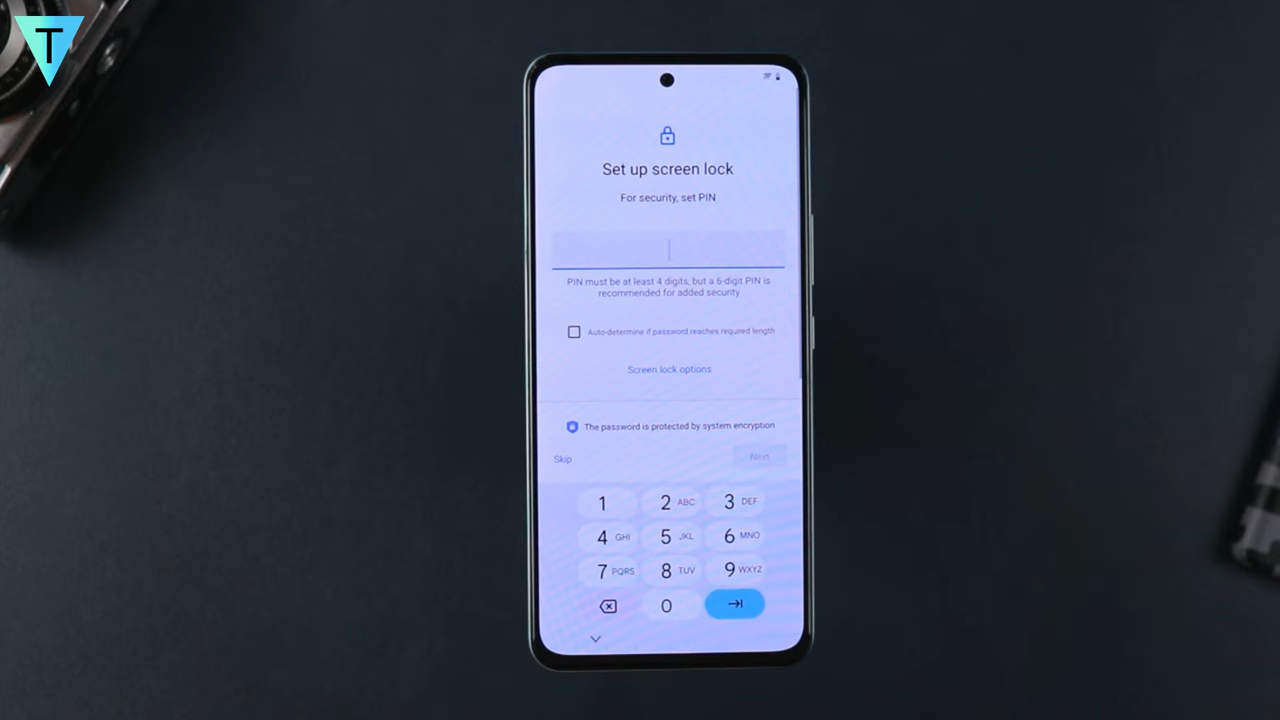 T
Set up screen lock
For security, set PIN
PIN must be at least 4 digits, but a 6-digit PIN is
recommended for added security
Auto-determine if password reaches required length
Screen lock options
The password is protected by system encryption
Skip Next
1 2 ABC 3 DEF
4 GHI 5 JKL 6 MNO
7 PQRS 8 TUV 9 WXYZ
0